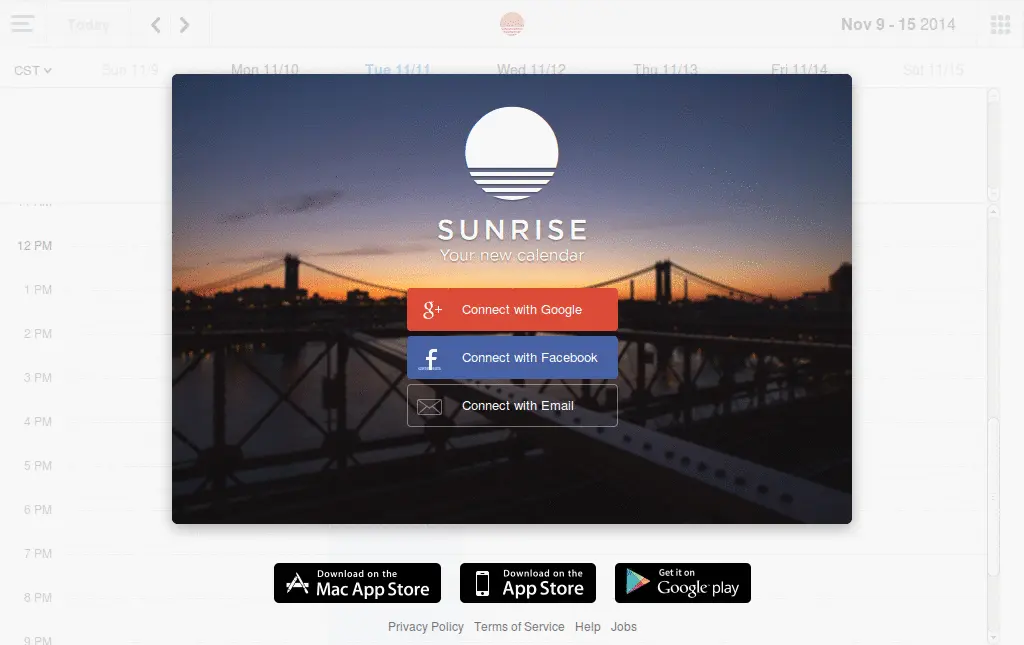 Today
Nov 9 - 15 2014
CST
Sun 11/9
Mon 11/10
Tue 11/11
Wed 11/12
Thu 11/13
Fri 11/14
Sat 11/15
12 PM
1 PM
2 PM
3 PM
4 PM
5 PM
6 PM
7 PM
8 PM
9 PM
SUNRISE
Your new calendar
g+ Connect with Google
f Connect with Facebook
Connect with Email
Download on the
Mac App Store
Download on the
App Store
Get it on
Google play
Privacy Policy Terms of Service Help Jobs